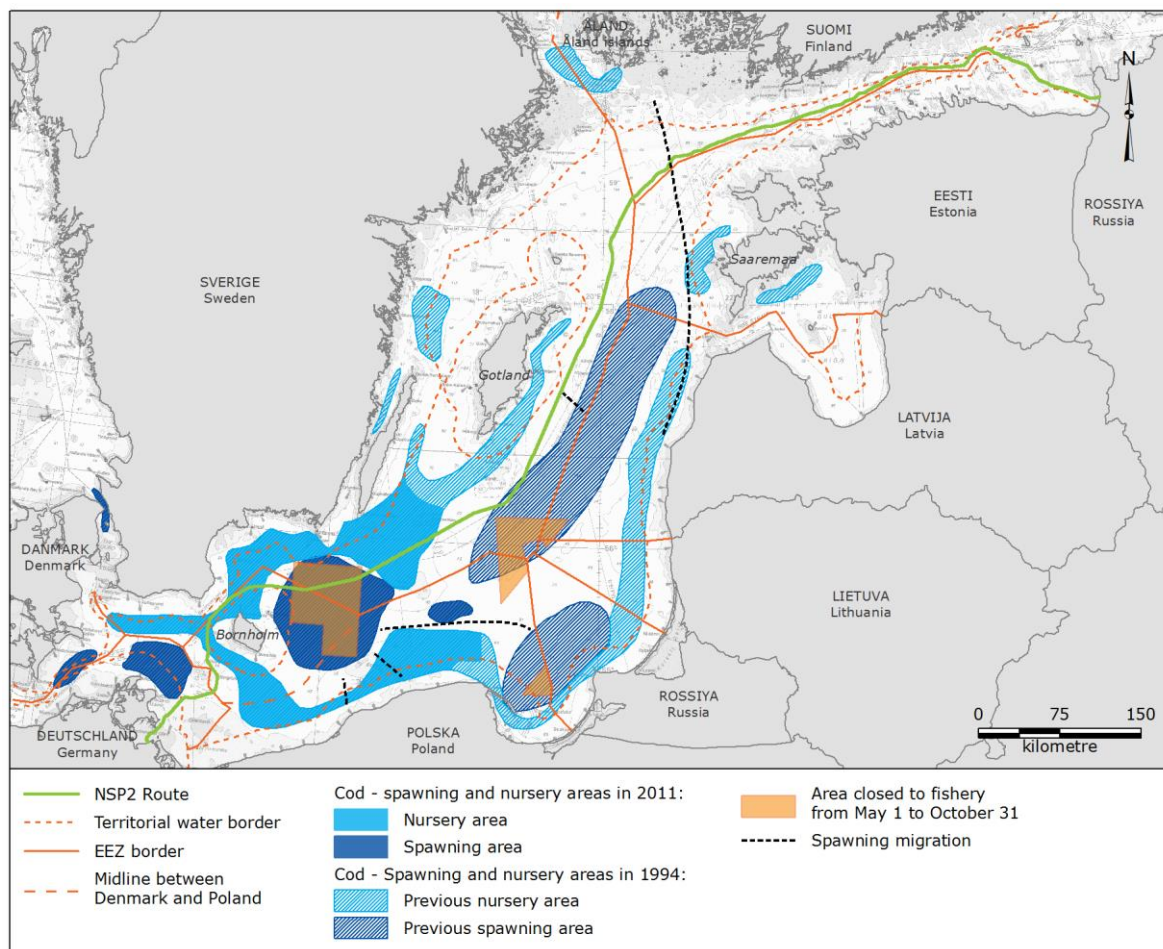 ÅLAND
Åland Islands
SUOMI
Finland
N
EESTI
Estonia
ROSSIYA
Russia
SVERIGE
Sweden
Saaremaa
Gotland
LATVIJA
Latvia
DANMARK
Denmark
LIETUVA
Lithuania
Bornholm
ROSSIYA
Russia
DEUTSCHLAND
Germany
POLSKA
Poland
0 75 150
kilometre
NSP2 Route
Territorial water border
EEZ border
Midline between
Denmark and Poland
Cod - spawning and nursery areas in 2011:
Nursery area
Spawning area
Cod - Spawning and nursery areas in 1994:
Previous nursery area
Previous spawning area
Area closed to fishery
from May 1 to October 31
Spawning migration